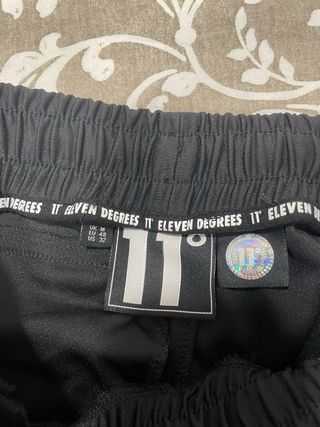 ELEVEN DEGREES 11° ELEVEN DEGREES 11° ELEVEN DEGREES
UK M
EU 48
US 32
11°
11°